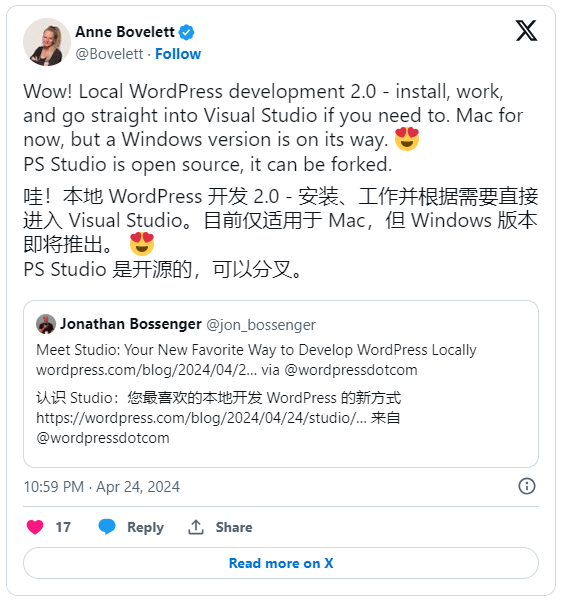 Anne Bovelett
@Bovelett · Follow
Wow! Local WordPress development 2.0 - install, work,
and go straight into Visual Studio if you need to. Mac for
now, but a Windows version is on its way. 😍
PS Studio is open source, it can be forked.
哇！本地 WordPress 开发 2.0 - 安装、工作并根据需要直接
进入 Visual Studio。目前仅适用于 Mac，但 Windows 版本
即将推出。 😍
PS Studio 是开源的，可以分叉。
Jonathan Bossenger @jon_bossenger
Meet Studio: Your New Favorite Way to Develop WordPress Locally
wordpress.com/blog/2024/04/2… via @wordpressdotcom
认识 Studio：您最喜欢的本地开发 WordPress 的新方式
https://wordpress.com/blog/2024/04/24/studio/… 来自
@wordpressdotcom
10:59 PM · Apr 24, 2024
17 Reply Share
Read more on X